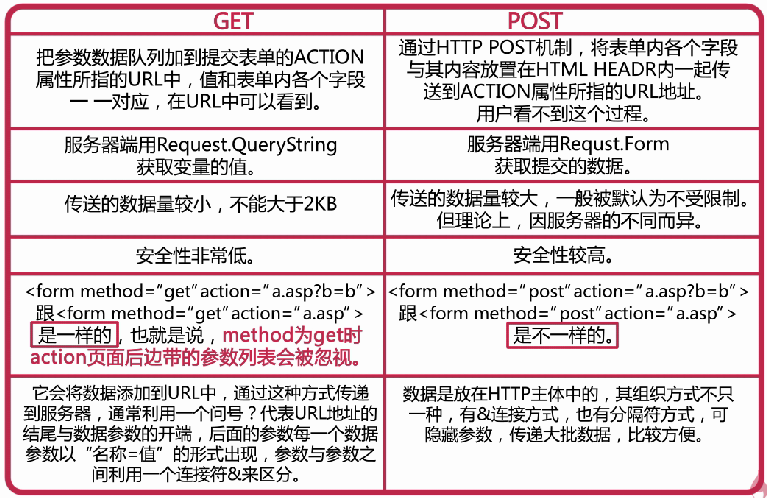 GET
POST
把参数数据队列加到提交表单的ACTION
属性所指的URL中，值和表单内各个字段
一 一对应，在URL中可以看到。
通过HTTP POST机制，将表单内各个字段
与其内容放置在HTML HEADR内一起传
送到ACTION属性所指的URL地址。
用户看不到这个过程。
服务器端用Request.QueryString
获取变量的值。
服务器端用Requst.Form
获取提交的数据。
传送的数据量较小，不能大于2KB
传送的数据量较大，一般被默认为不受限制。
但理论上，因服务器的不同而异。
安全性非常低。
安全性较高。
<form method=“get”action=“a.asp?b=b”>
跟<form method=“get”action=“a.asp”>
是一样的，也就是说，method为get时
action页面后边带的参数列表会被忽视。
<form method=“post”action=“a.asp?b=b”>
跟<form method=“post”action=“a.asp”>
是不一样的。
它会将数据添加到URL中，通过这种方式传递
到服务器，通常利用一个问号？代表URL地址的
结尾与数据参数的开端，后面的参数每一个数据
参数以“名称=值”的形式出现，参数与参数之
间利用一个连接符&来区分。
数据是放在HTTP主体中的，其组织方式不只
一种，有&连接方式，也有分隔符方式，可
隐藏参数，传递大批数据，比较方便。